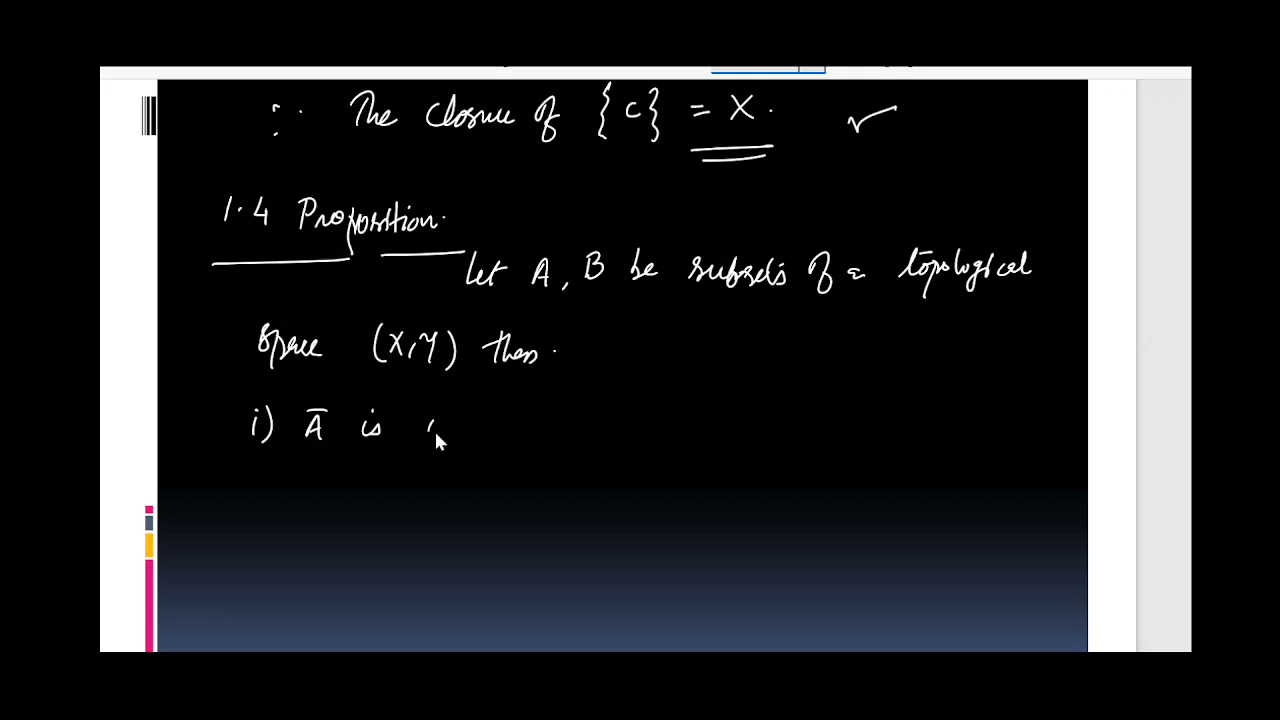 ∴ The closure of {c} = X.
1.4 Proposition.
Let A, B be subsets of a topological
space (X,Y) then.
i) Ā is